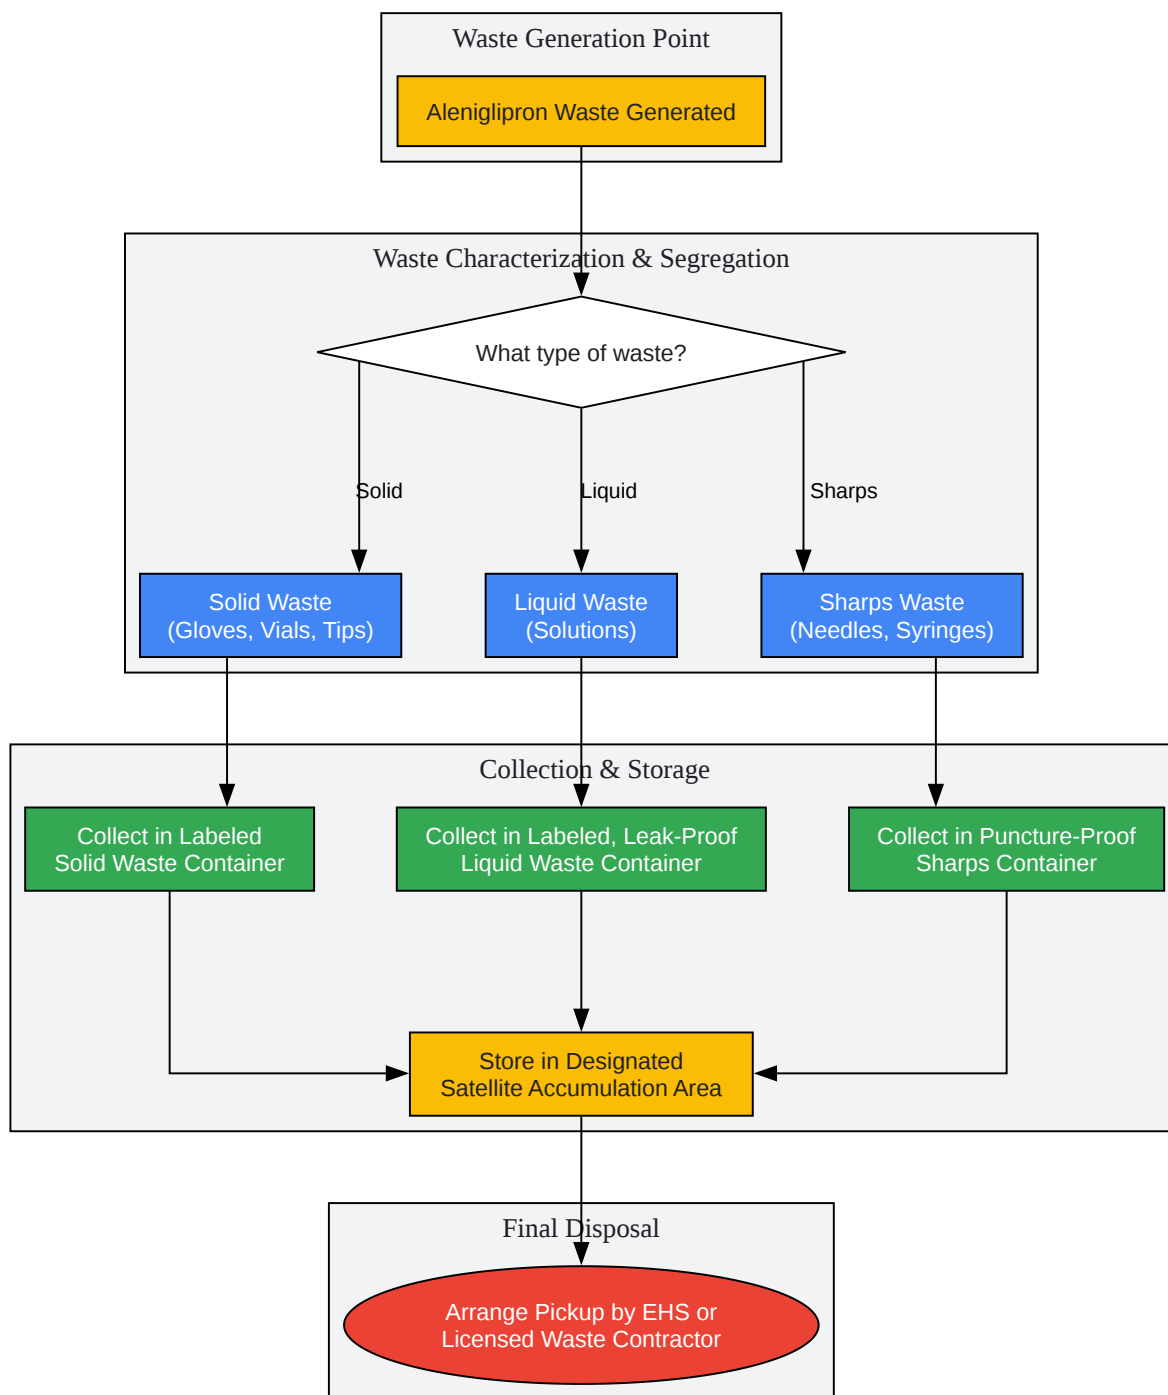 Waste Generation Point
Aleniglipron Waste Generated
Waste Characterization & Segregation
What type of waste?
Solid
Liquid
Sharps
Solid Waste
(Gloves, Vials, Tips)
Liquid Waste
(Solutions)
Sharps Waste
(Needles, Syringes)
Collection & Storage
Collect in Labeled
Solid Waste Container
Collect in Labeled, Leak-Proof
Liquid Waste Container
Collect in Puncture-Proof
Sharps Container
Store in Designated
Satellite Accumulation Area
Final Disposal
Arrange Pickup by EHS or
Licensed Waste Contractor